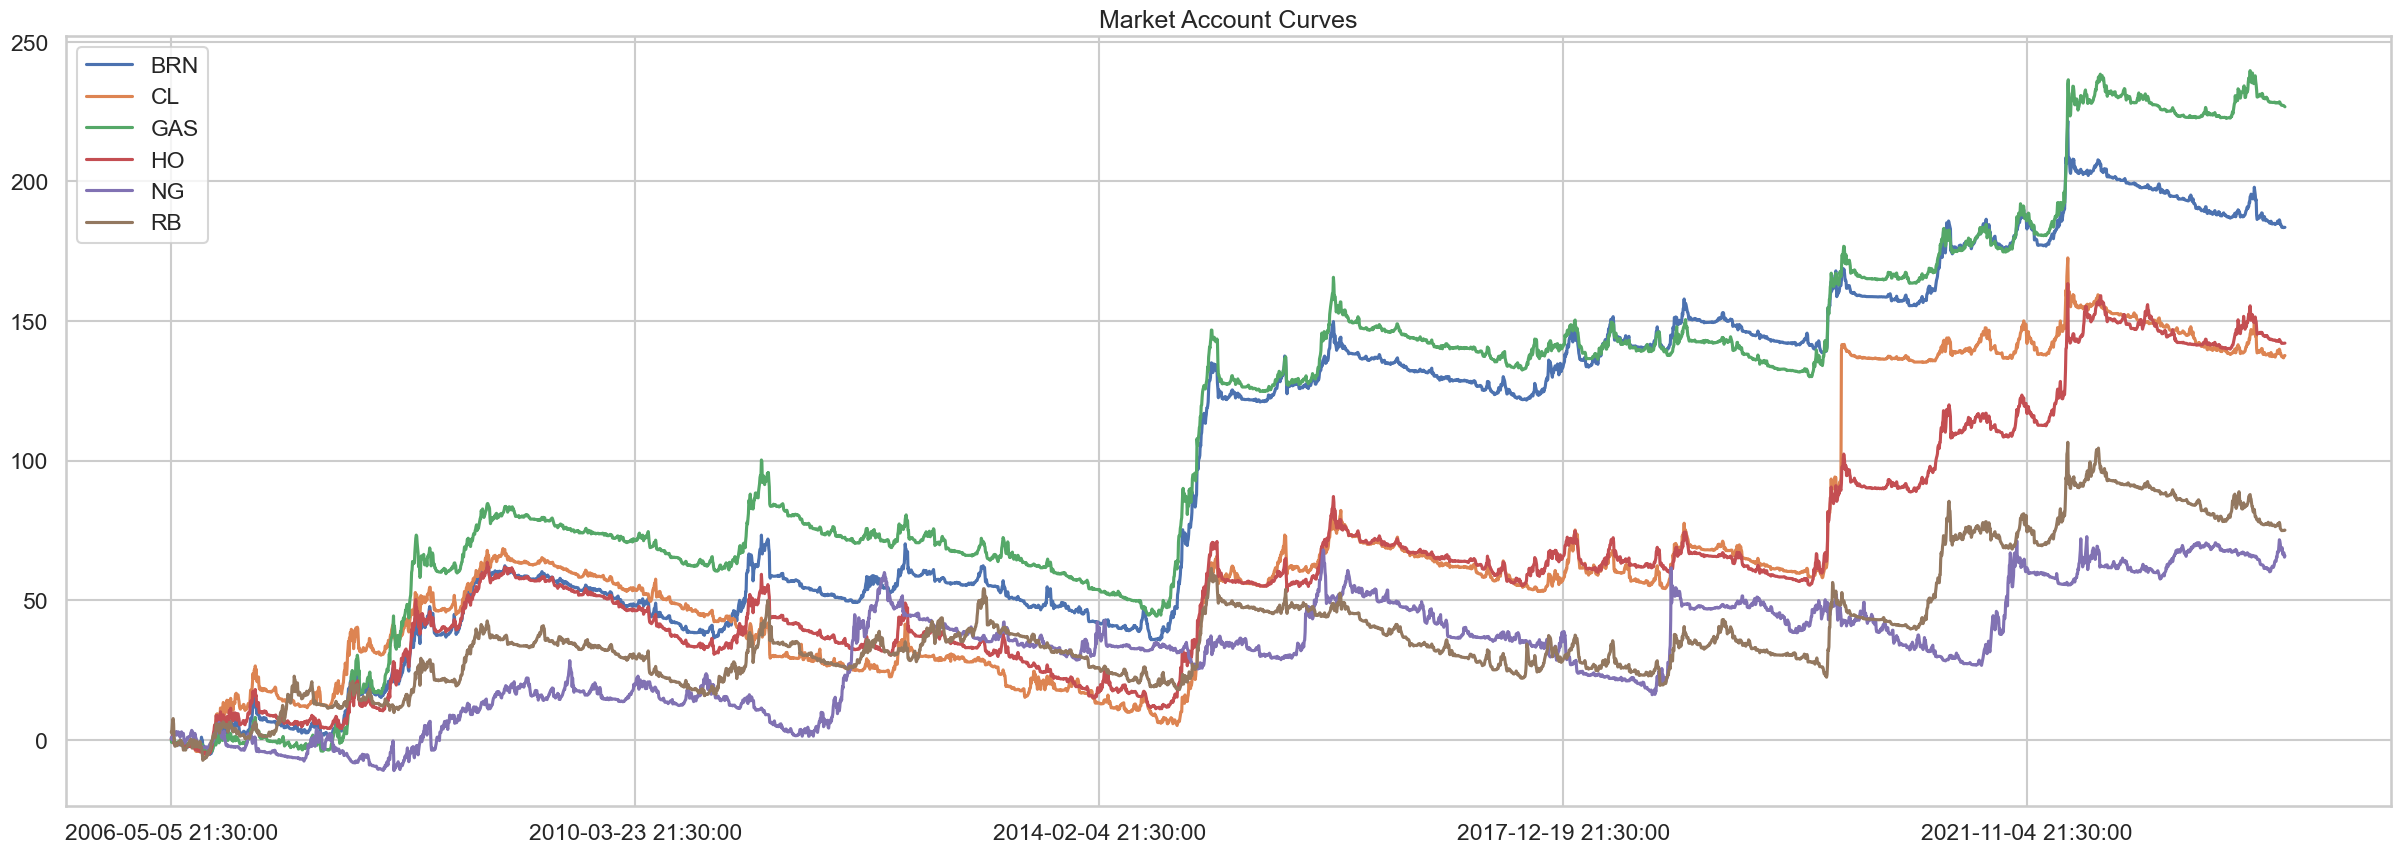 Market Account Curves
250
200
150
100
50
0
BRN
CL
GAS
HO
NG
RB
2006-05-05 21:30:00
2010-03-23 21:30:00
2014-02-04 21:30:00
2017-12-19 21:30:00
2021-11-04 21:30:00